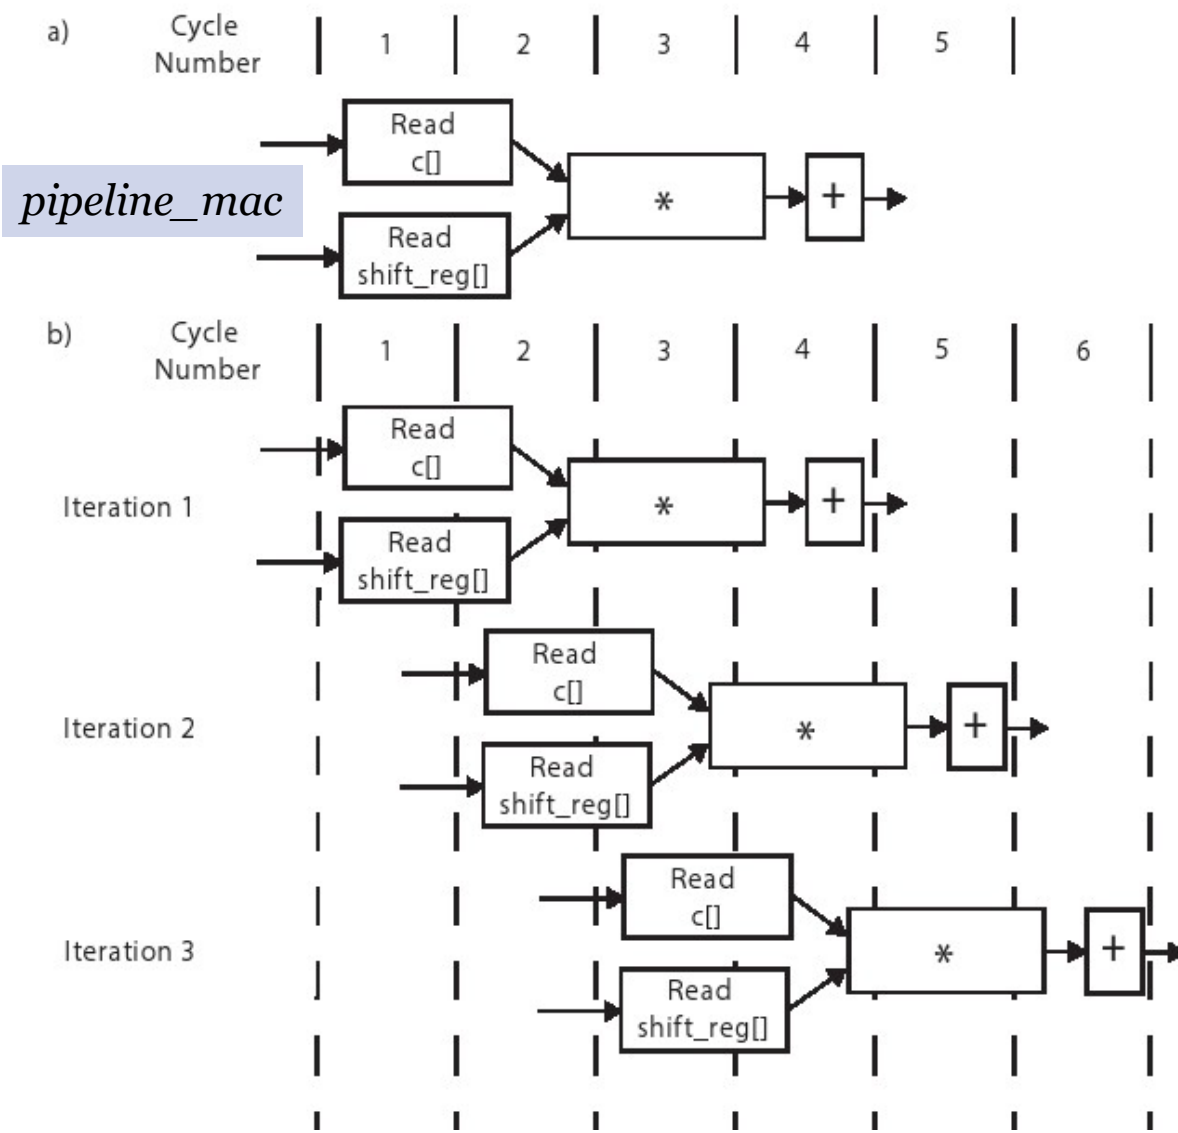 a) Cycle
Number
1 2 3 4 5
Read
c[]
* +
pipeline_mac
Read
shift_reg[]
b) Cycle
Number
1 2 3 4 5 6
Read
c[]
Iteration 1
* +
Read
shift_reg[]
Read
c[]
Iteration 2
* +
Read
shift_reg[]
Read
c[]
Iteration 3
* +
Read
shift_reg[]